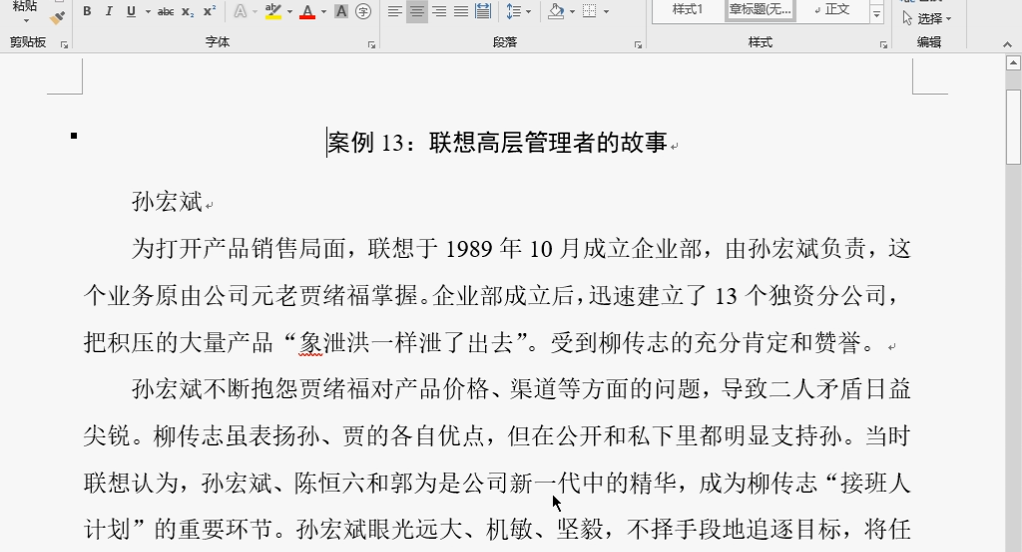 粘贴
B I U abc X₂ X² A ab A A A 字
样式1 章标题(无... 正文
选择
剪贴板 字体 段落 样式 编辑
案例 13：联想高层管理者的故事
孙宏斌
为打开产品销售局面，联想于 1989 年 10 月成立企业部，由孙宏斌负责，这
个业务原由公司元老贾绪福掌握。企业部成立后，迅速建立了 13 个独资分公司，
把积压的大量产品“象泄洪一样泄了出去”。受到柳传志的充分肯定和赞誉。
孙宏斌不断抱怨贾绪福对产品价格、渠道等方面的问题，导致二人矛盾日益
尖锐。柳传志虽表扬孙、贾的各自优点，但在公开和私下里都明显支持孙。当时
联想认为，孙宏斌、陈恒六和郭为是公司新一代中的精华，成为柳传志“接班人
计划”的重要环节。孙宏斌眼光远大、机敏、坚毅，不择手段地追逐目标，将任